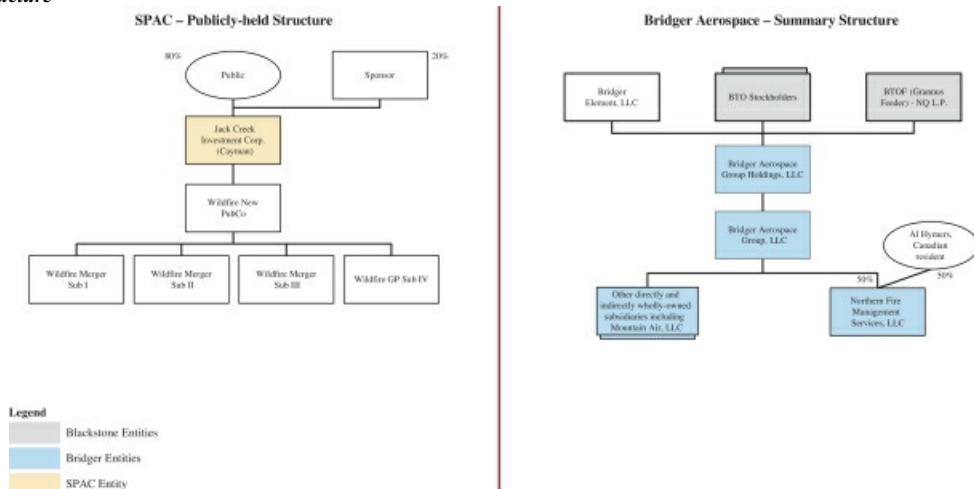 ucture
SPAC – Publicly-held Structure
80%
Public
Sponsor
20%
Jack Creek
Investment Corp.
(Cayman)
Wildfire New
PubCo
Wildfire Merger
Sub I
Wildfire Merger
Sub II
Wildfire Merger
Sub III
Wildfire GP Sub IV
Bridger Aerospace – Summary Structure
Bridger
Element, LLC
BTO Stockholders
BTOF (Grannus
Feeder) - NQ L.P.
Bridger Aerospace
Group Holdings, LLC
Bridger Aerospace
Group, LLC
Al Hymers,
Canadian
resident
50%
50%
Other directly and
indirectly wholly-owned
subsidiaries including
Mountain Air, LLC
Northern Fire
Management
Services, LLC
Legend
Blackstone Entities
Bridger Entities
SPAC Entity